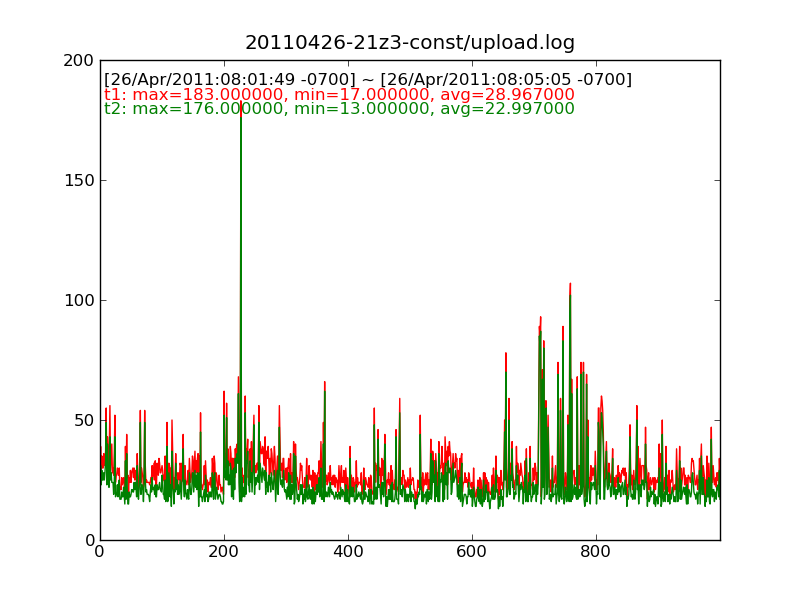 20110426-21z3-const/upload.log
200
[26/Apr/2011:08:01:49 -0700] ~ [26/Apr/2011:08:05:05 -0700]
t1: max=183.000000, min=17.000000, avg=28.967000
t2: max=176.000000, min=13.000000, avg=22.997000
150
100
50
0
0 200 400 600 800